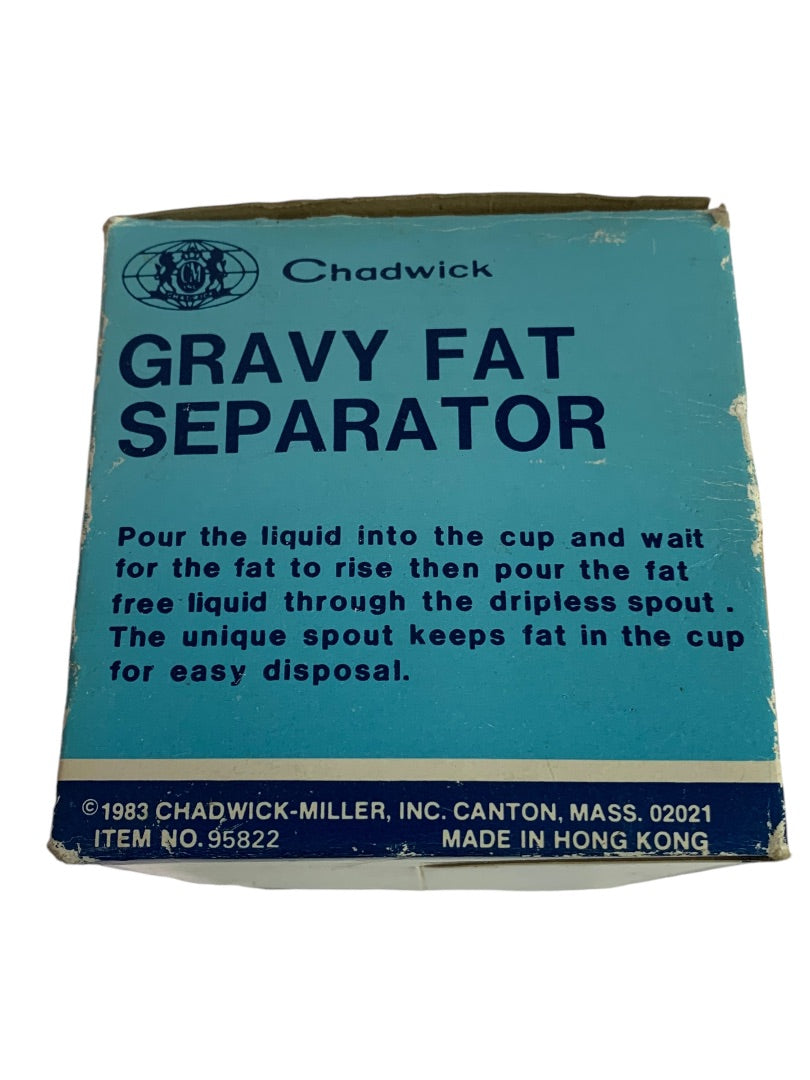 CM
CHADWICK
Chadwick
GRAVY FAT
SEPARATOR
Pour the liquid into the cup and wait
for the fat to rise then pour the fat
free liquid through the dripless spout.
The unique spout keeps fat in the cup
for easy disposal.
©1983 CHADWICK-MILLER, INC. CANTON, MASS. 02021
ITEM NO. 95822 MADE IN HONG KONG